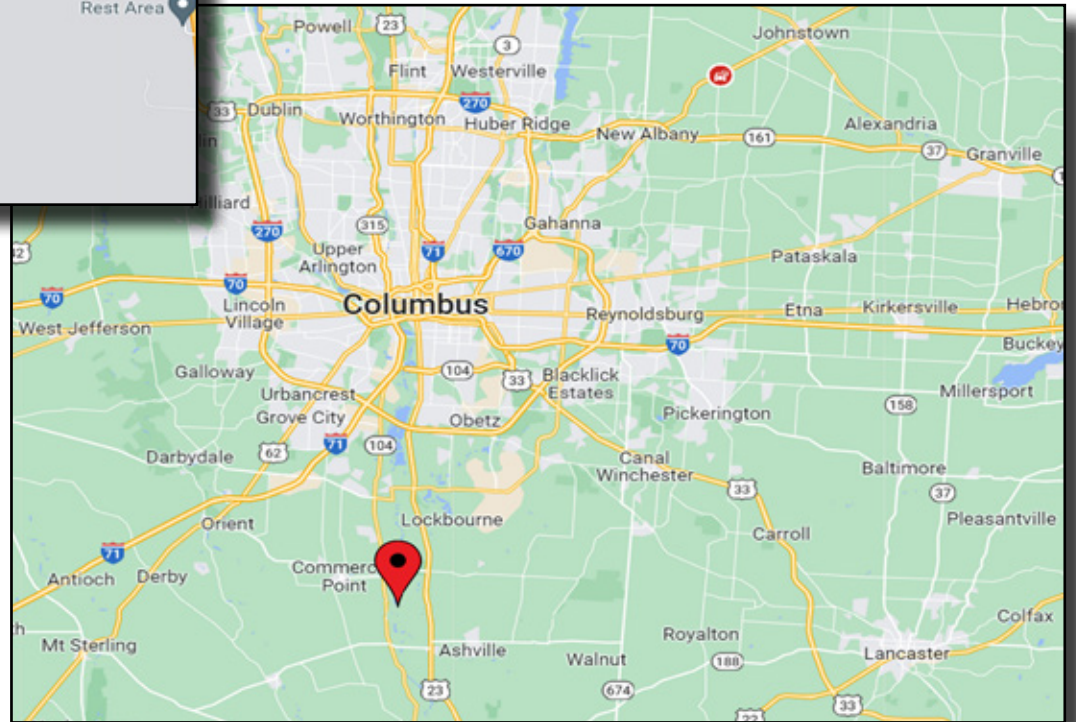 Rest Area
Powell
23
Johnstown
3
Flint
Westerville
270
33
Dublin
Worthington
Huber Ridge
New Albany
161
Alexandria
37
Granville
315
Gahanna
270
71
670
Upper
Arlington
Pataskala
70
70
Lincoln
Village
Columbus
Reynoldsburg
Etna
Kirkersville
West Jefferson
70
Galloway
104
33
Blacklick
Estates
Millersport
Urbancrest
158
Grove City
Obetz
Pickerington
71
104
62
Darbydale
Canal
Winchester
Baltimore
33
37
Orient
Lockbourne
Carroll
Pleasantville
71
Point
Antioch
Derby
Colfax
Mt Sterling
Ashville
Royalton
Walnut
188
Lancaster
23
674
33